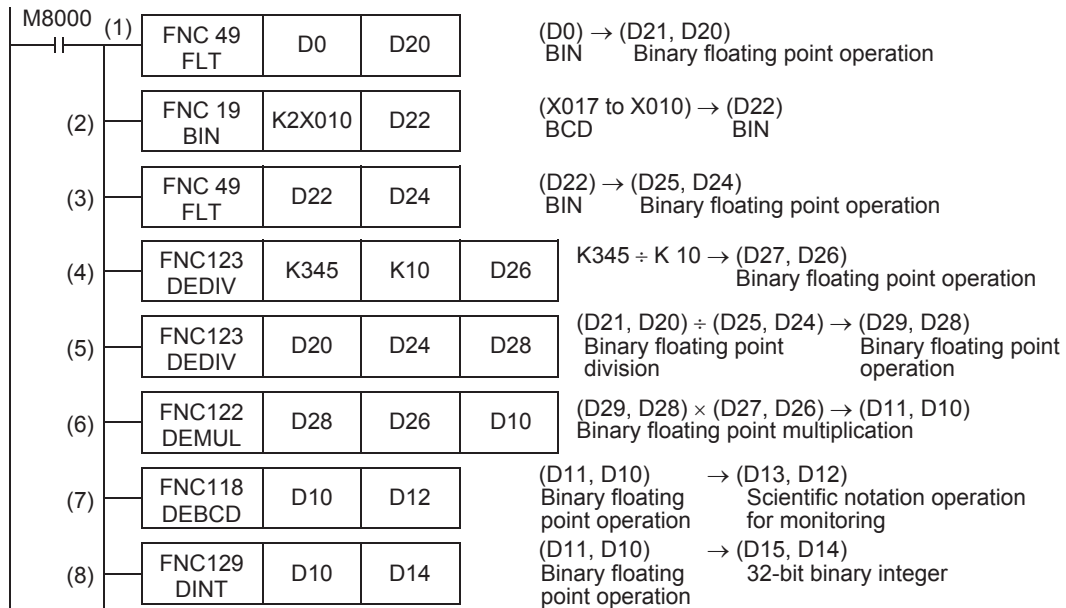 M8000
(1) FNC 49 FLT D0 D20 (D0) → (D21, D20)
BIN Binary floating point operation
(2) FNC 19 BIN K2X010 D22 (X017 to X010) → (D22)
BCD BIN
(3) FNC 49 FLT D22 D24 (D22) → (D25, D24)
BIN Binary floating point operation
(4) FNC123 DEDIV K345 K10 D26 K345 ÷ K 10 → (D27, D26)
Binary floating point operation
(5) FNC123 DEDIV D20 D24 D28 (D21, D20) ÷ (D25, D24) → (D29, D28)
Binary floating point Binary floating point
division operation
(6) FNC122 DEMUL D28 D26 D10 (D29, D28) × (D27, D26) → (D11, D10)
Binary floating point multiplication
(7) FNC118 DEBCD D10 D12 (D11, D10) → (D13, D12)
Binary floating Scientific notation operation
point operation for monitoring
(8) FNC129 DINT D10 D14 (D11, D10) → (D15, D14)
Binary floating 32-bit binary integer
point operation